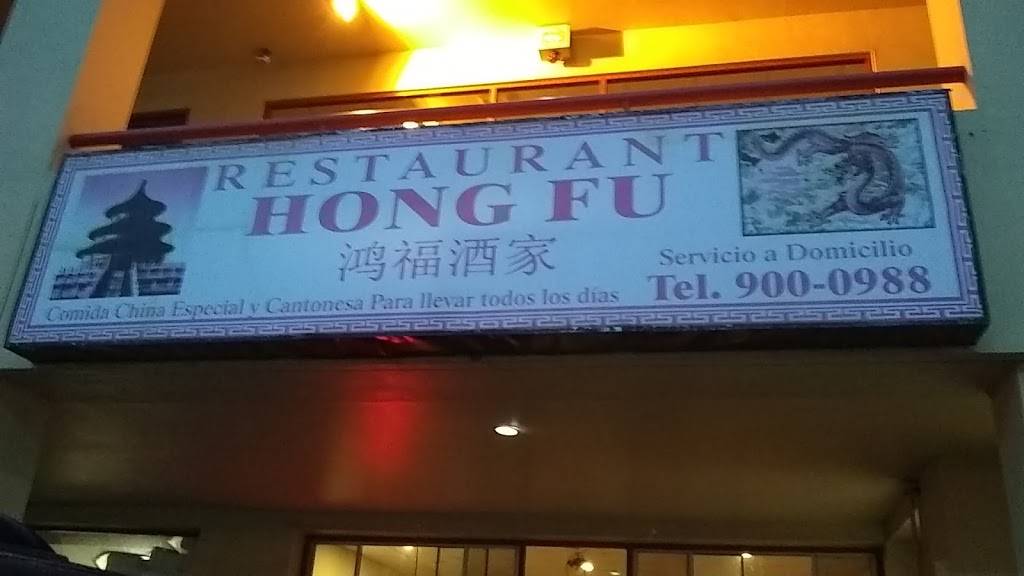 RESTAURANT
HONG FU
鸿福酒家
Comida China Especial y Cantonesa Para llevar todos los días
Servicio a Domicilio
Tel. 900-0988